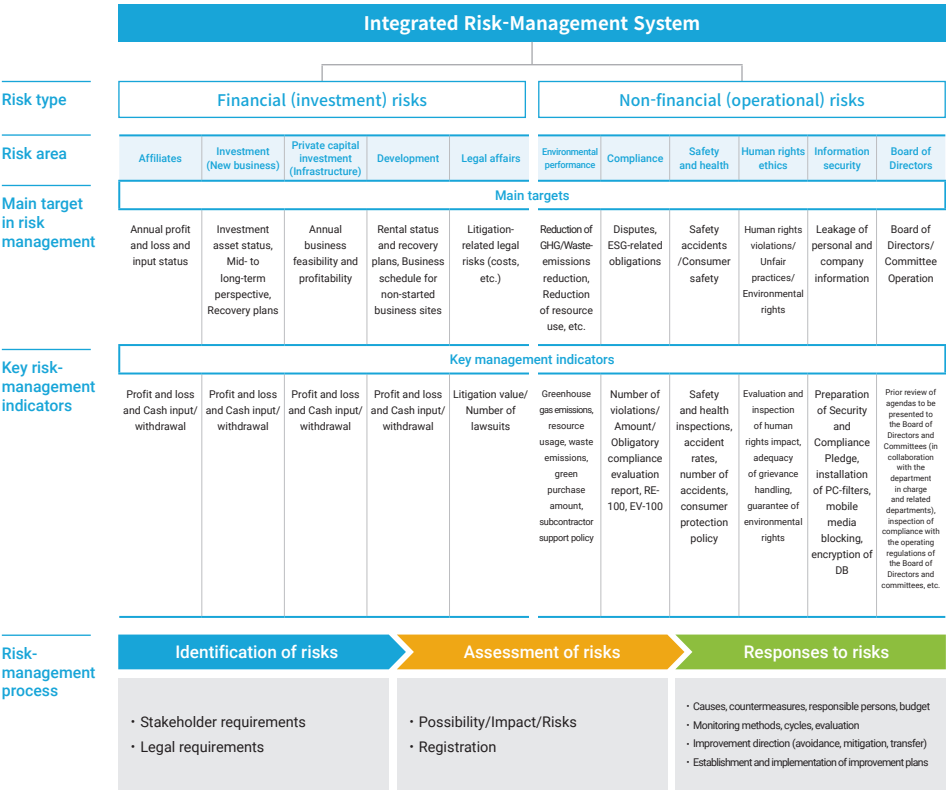 Integrated Risk-Management System
Risk type
Financial (investment) risks
Non-financial (operational) risks
Risk area
Affiliates
Investment
(New business)
Private capital
investment
(Infrastructure)
Development
Legal affairs
Environmental
performance
Compliance
Safety
and health
Human rights
ethics
Information
security
Board of
Directors
Main target
in risk
management
Main targets
Annual profit
and loss and
input status
Investment
asset status,
Mid- to
long-term
perspective,
Recovery plans
Annual
business
feasibility and
profitability
Rental status
and recovery
plans, Business
schedule for
non-started
business sites
Litigation-
related legal
risks (costs,
etc.)
Reduction of
GHG/Waste-
emissions
reduction,
Reduction
of resource
use, etc.
Disputes,
ESG-related
obligations
Safety
accidents
/Consumer
safety
Human rights
violations/
Unfair
practices/
Environmental
rights
Leakage of
personal and
company
information
Board of
Directors/
Committee
Operation
Key risk-
management
indicators
Key management indicators
Profit and loss
and Cash input/
withdrawal
Profit and loss
and Cash input/
withdrawal
Profit and loss
and Cash input/
withdrawal
Profit and loss
and Cash input/
withdrawal
Litigation value/
Number of
lawsuits
Greenhouse
gas emissions,
resource
usage, waste
emissions,
green
purchase
amount,
subcontractor
support policy
Number of
violations/
Amount/
Obligatory
compliance
evaluation
report, RE-
100, EV-100
Safety
and health
inspections,
accident
rates,
number of
accidents,
consumer
protection
policy
Evaluation and
inspection
of human
rights impact,
adequacy
of grievance
handling,
guarantee of
environmental
rights
Preparation
of Security
and
Compliance
Pledge,
installation
of PC-filters,
mobile
media
blocking,
encryption of
DB
Prior review of
agendas to be
presented to
the Board of
Directors and
Committees (in
collaboration
with the
department
in charge
and related
departments),
inspection of
compliance with
the operating
regulations of
the Board of
Directors and
committees, etc.
Risk-
management
process
Identification of risks
Assessment of risks
Responses to risks
・Stakeholder requirements
・Legal requirements
・Possibility/Impact/Risks
・Registration
・Causes, countermeasures, responsible persons, budget
・Monitoring methods, cycles, evaluation
・Improvement direction (avoidance, mitigation, transfer)
・Establishment and implementation of improvement plans